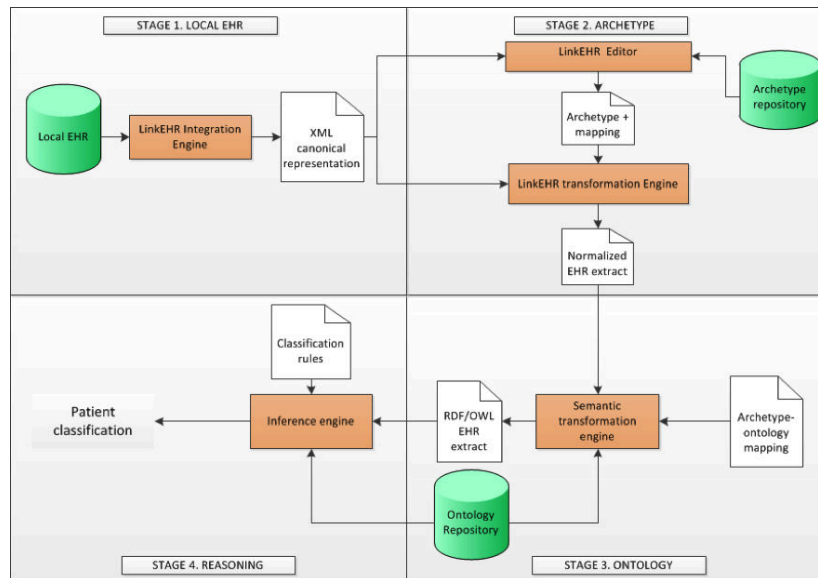 STAGE 1. LOCAL EHR
Local EHR
LinkEHR Integration
Engine
XML
canonical
representation
STAGE 2. ARCHETYPE
LinkEHR Editor
Archetype
repository
Archetype +
mapping
LinkEHR transformation Engine
Normalized
EHR extract
Classification
rules
Patient
classification
Inference engine
RDF/OWL
EHR
extract
Semantic
transformation
engine
Archetype-
ontology
mapping
Ontology
Repository
STAGE 4. REASONING
STAGE 3. ONTOLOGY